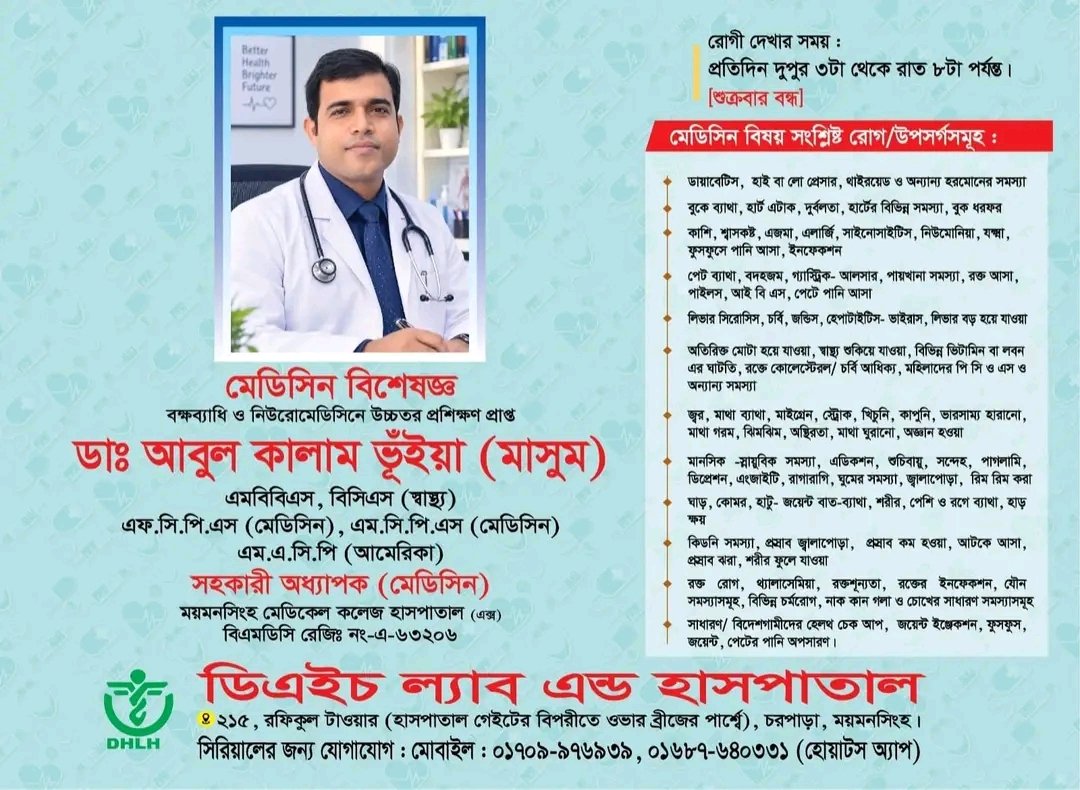 Better
Health
Brighter
Future
মেডিসিন বিশেষজ্ঞ
বক্ষব্যাধি ও নিউরোমেডিসিনে উচ্চতর প্রশিক্ষণ প্রাপ্ত
ডাঃ আবুল কালাম ভূঁইয়া (মাসুম)
এমবিবিএস, বিসিএস (স্বাস্থ্য)
এফ.সি.পি.এস (মেডিসিন), এম.সি.পি.এস (মেডিসিন)
এম.এ.সি.পি (আমেরিকা)
সহকারী অধ্যাপক (মেডিসিন)
ময়মনসিংহ মেডিকেল কলেজ হাসপাতাল (এক্স)
বিএমডিসি রেজিঃ নং-এ-৬৩২০৬
রোগী দেখার সময় :
প্রতিদিন দুপুর ৩টা থেকে রাত ৮টা পর্যন্ত।
[শুক্রবার বন্ধ]
মেডিসিন বিষয় সংশ্লিষ্ট রোগ/উপসর্গসমূহ :
ডায়াবেটিস, হাই বা লো প্রেসার, থাইরয়েড ও অন্যান্য হরমোনের সমস্যা
বুকে ব্যাথা, হার্ট এটাক, দুর্বলতা, হার্টের বিভিন্ন সমস্যা, বুক ধরফর
কাশি, শ্বাসকষ্ট, এজমা, এলার্জি, সাইনোসাইটিস, নিউমোনিয়া, যক্ষ্মা,
ফুসফুসে পানি আসা, ইনফেকশন
পেট ব্যাথা, বদহজম, গ্যাস্ট্রিক- আলসার, পায়খানা সমস্যা, রক্ত আসা,
পাইলস, আই বি এস, পেটে পানি আসা
লিভার সিরোসিস, চর্বি, জন্ডিস, হেপাটাইটিস- ভাইরাস, লিভার বড় হয়ে যাওয়া
অতিরিক্ত মোটা হয়ে যাওয়া, স্বাস্থ্য শুকিয়ে যাওয়া, বিভিন্ন ভিটামিন বা লবন
এর ঘাটতি, রক্তে কোলেস্টেরল/ চর্বি আধিক্য, মহিলাদের পি সি ও এস ও
অন্যান্য সমস্যা
জ্বর, মাথা ব্যাথা, মাইগ্রেন, স্ট্রোক, খিচুনি, কাপুনি, ভারসাম্য হারানো,
মাথা গরম, ঝিমঝিম, অস্থিরতা, মাথা ঘুরানো, অজ্ঞান হওয়া
মানসিক -স্নায়ুবিক সমস্যা, এডিকশন, শুচিবায়ু, সন্দেহ, পাগলামি,
ডিপ্রেশন, এংজাইটি, রাগারাগি, ঘুমের সমস্যা, জ্বালাপোড়া, রিম রিম করা
ঘাড়, কোমর, হাটু- জয়েন্ট বাত-ব্যাথা, শরীর, পেশি ও রগে ব্যাথা, হাড়
ক্ষয়
কিডনি সমস্যা, প্রস্রাব জ্বালাপোড়া, প্রস্রাব কম হওয়া, আটকে আসা,
প্রস্রাব ঝরা, শরীর ফুলে যাওয়া
রক্ত রোগ, থ্যালাসেমিয়া, রক্তশূণ্যতা, রক্তের ইনফেকশন, যৌন
সমস্যাসমূহ, বিভিন্ন চর্মরোগ, নাক কান গলা ও চোখের সাধারণ সমস্যাসমূহ
সাধারণ/ বিদেশগামীদের হেলথ চেক আপ, জয়েন্ট ইঞ্জেকশন, ফুসফুস,
জয়েন্ট, পেটের পানি অপসারণ।
DHLH
ডিএইচ ল্যাব এন্ড হাসপাতাল
২১৫, রফিকুল টাওয়ার (হাসপাতাল গেইটের বিপরীতে ওভার ব্রীজের পার্শ্বে), চরপাড়া, ময়মনসিংহ।
সিরিয়ালের জন্য যোগাযোগ : মোবাইল : ০১৭০৯-৯৭৬৯৩৯, ০১৬৮৭-৬৪০৩৩১ (হোয়াটস অ্যাপ)